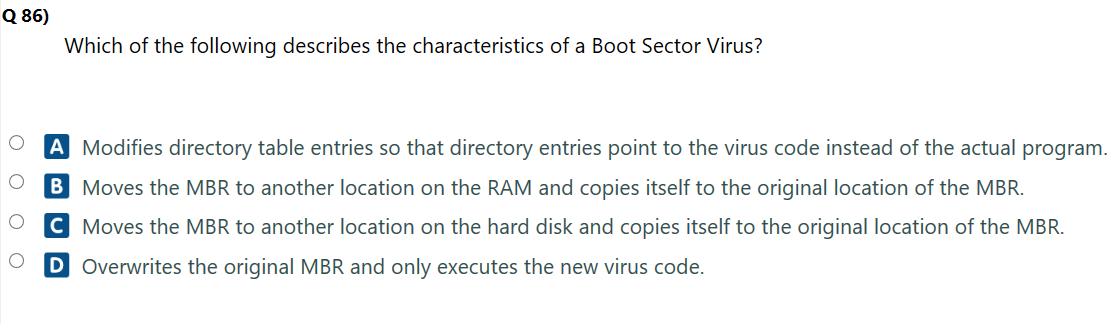 Q 86)
Which of the following describes the characteristics of a Boot Sector Virus?
A Modifies directory table entries so that directory entries point to the virus code instead of the actual program.
B Moves the MBR to another location on the RAM and copies itself to the original location of the MBR.
C Moves the MBR to another location on the hard disk and copies itself to the original location of the MBR.
D Overwrites the original MBR and only executes the new virus code.